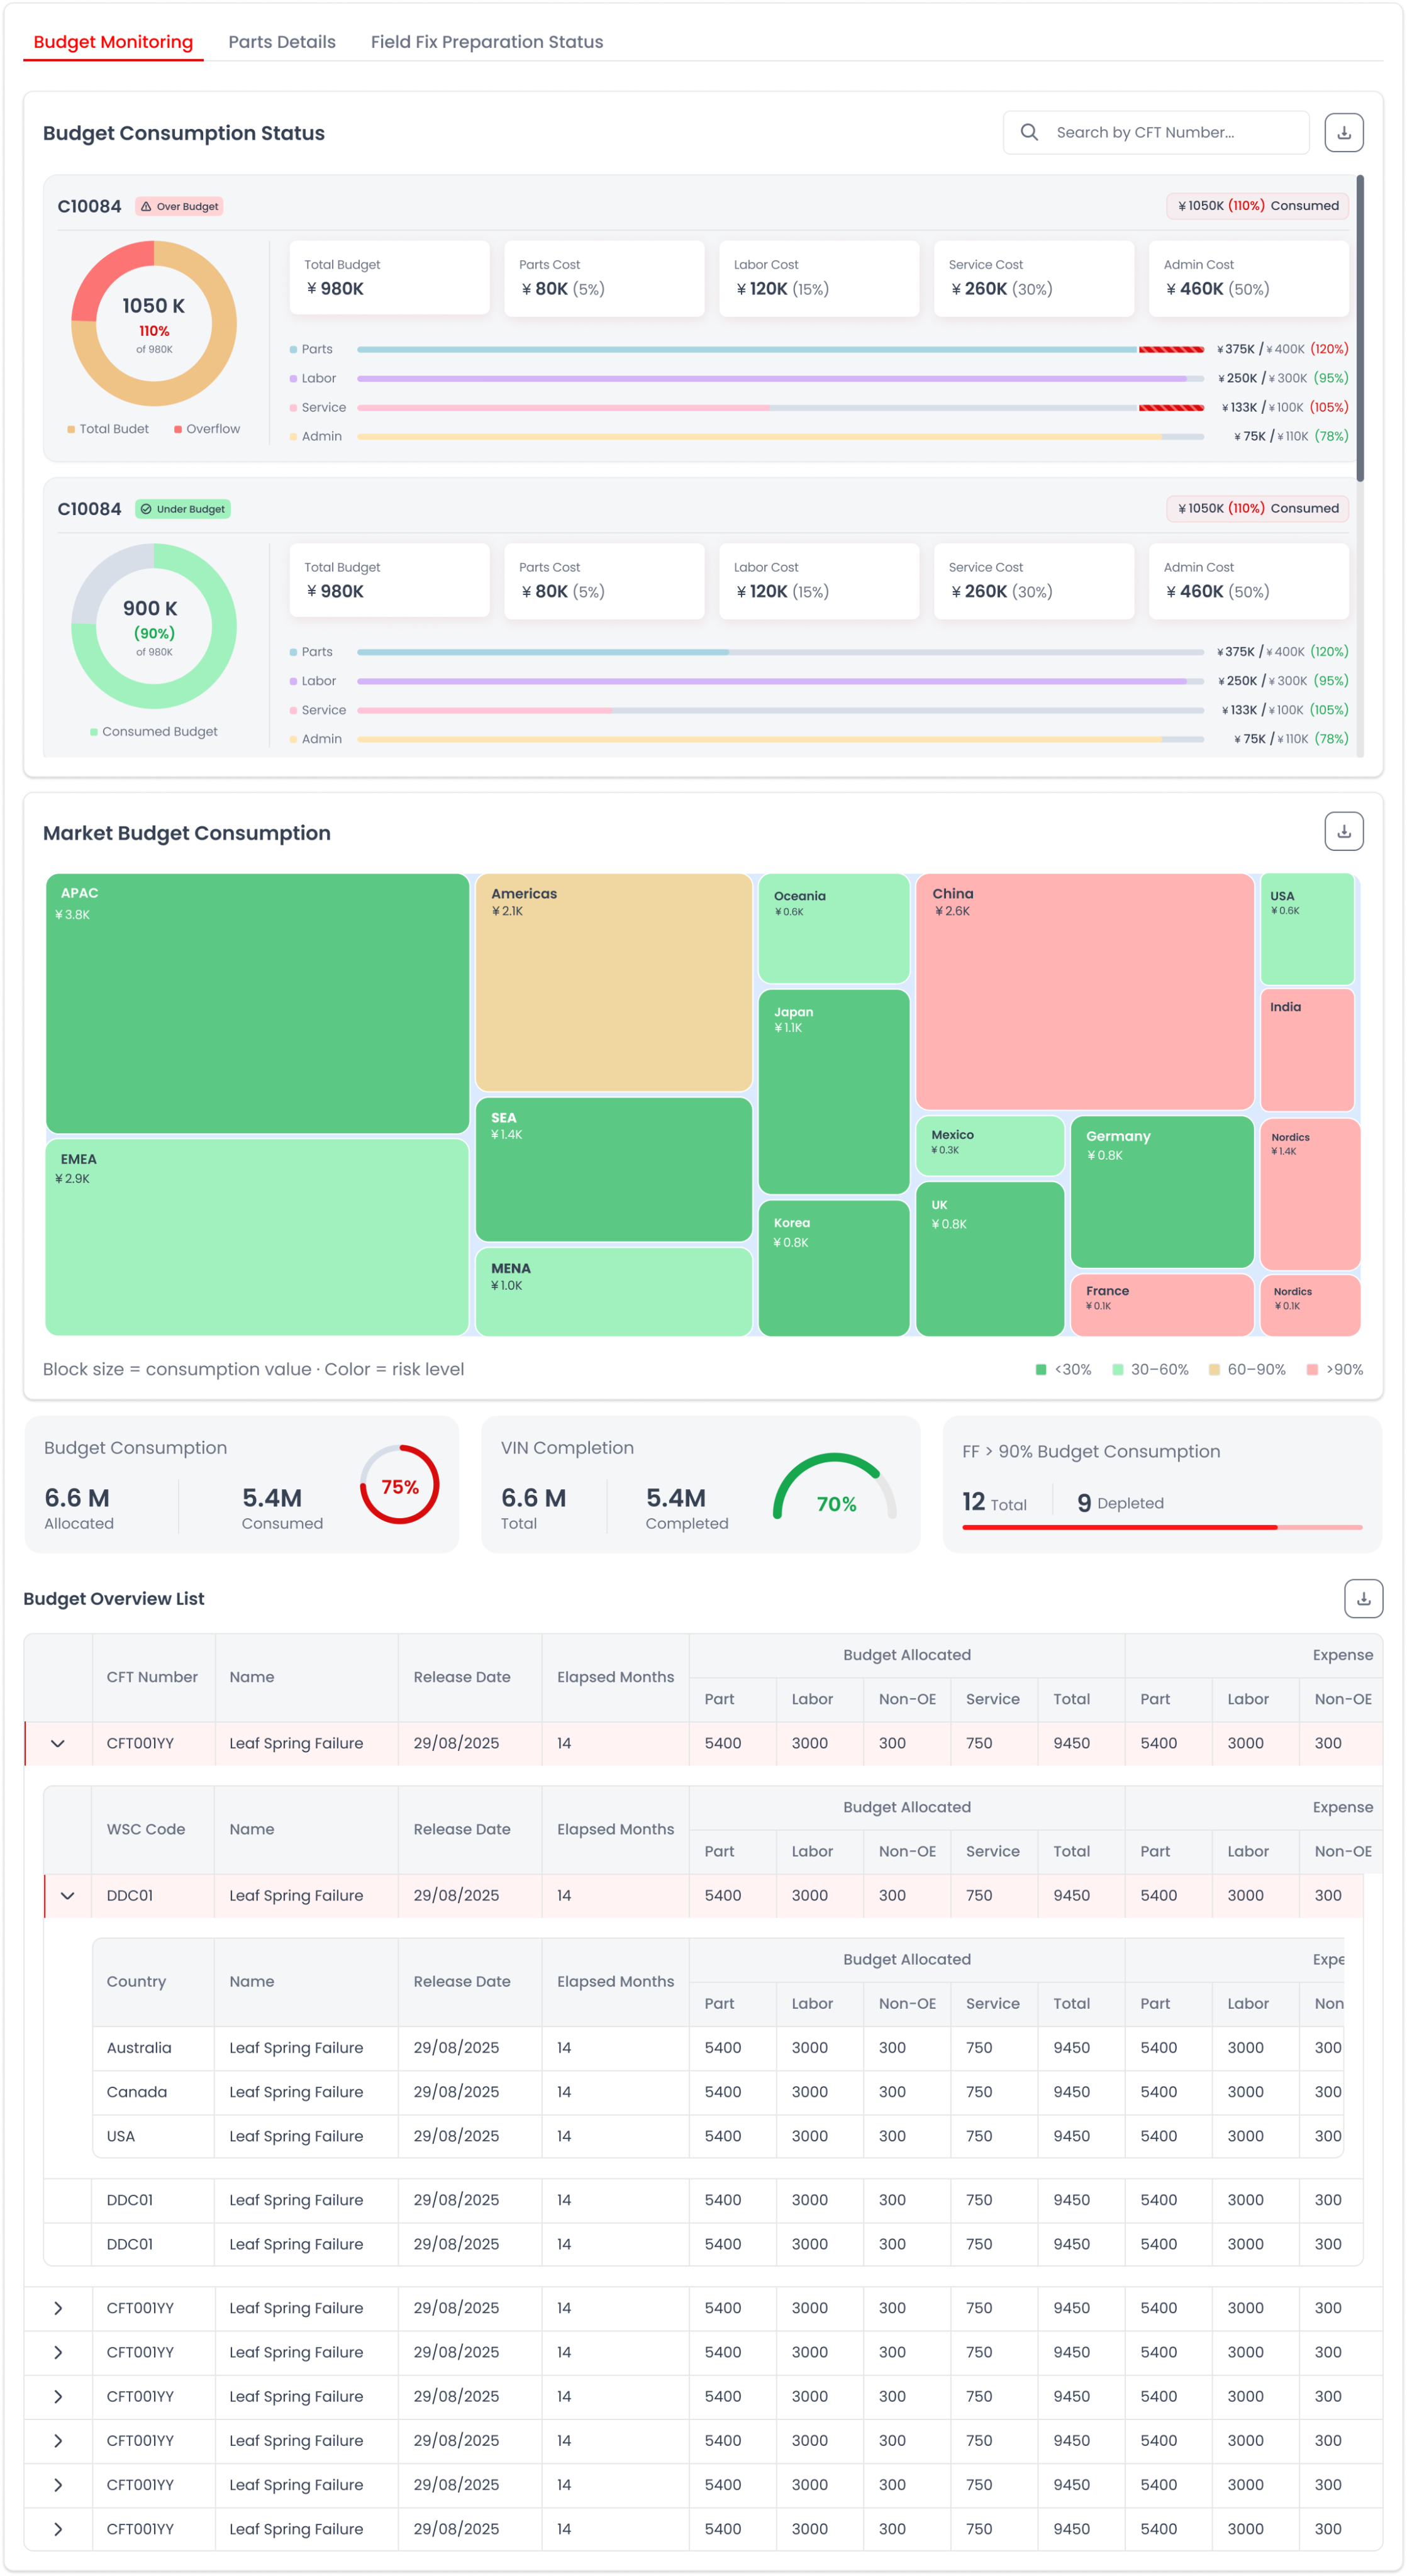 Budget Monitoring Parts Details Field Fix Preparation Status
Budget Consumption Status
Search by CFT Number...
C10084 Over Budget ¥ 1050K (110%) Consumed
1050 K
110%
of 980K
Total Budet Overflow
Total Budget Parts Cost Labor Cost Service Cost Admin Cost
¥ 980K ¥ 80K (5%) ¥ 120K (15%) ¥ 260K (30%) ¥ 460K (50%)
Parts ¥ 375K / ¥ 400K (120%)
Labor ¥ 250K / ¥ 300K (95%)
Service ¥ 133K / ¥ 100K (105%)
Admin ¥ 75K / ¥ 110K (78%)
C10084 Under Budget ¥ 1050K (110%) Consumed
900 K
(90%)
of 980K
Consumed Budget
Total Budget Parts Cost Labor Cost Service Cost Admin Cost
¥ 980K ¥ 80K (5%) ¥ 120K (15%) ¥ 260K (30%) ¥ 460K (50%)
Parts ¥ 375K / ¥ 400K (120%)
Labor ¥ 250K / ¥ 300K (95%)
Service ¥ 133K / ¥ 100K (105%)
Admin ¥ 75K / ¥ 110K (78%)
Market Budget Consumption
APAC
¥ 3.8K
EMEA
¥ 2.9K
Americas
¥ 2.1K
SEA
¥ 1.4K
MENA
¥ 1.0K
Oceania
¥ 0.6K
Japan
¥ 1.1K
Korea
¥ 0.8K
China
¥ 2.6K
Mexico
¥ 0.3K
UK
¥ 0.8K
Germany
¥ 0.8K
France
¥ 0.1K
USA
¥ 0.6K
India
Nordics
¥ 1.4K
Nordics
¥ 0.1K
Block size = consumption value · Color = risk level <30% 30–60% 60–90% >90%
Budget Consumption
6.6 M 5.4M
Allocated Consumed
75%
VIN Completion
6.6 M 5.4M
Total Completed
70%
FF > 90% Budget Consumption
12 Total 9 Depleted
Budget Overview List
CFT Number Name Release Date Elapsed Months Budget Allocated Expense
Part Labor Non-OE Service Total Part Labor Non-OE
CFT001YY Leaf Spring Failure 29/08/2025 14 5400 3000 300 750 9450 5400 3000 300
WSC Code Name Release Date Elapsed Months Budget Allocated Expense
Part Labor Non-OE Service Total Part Labor Non-OE
DDC01 Leaf Spring Failure 29/08/2025 14 5400 3000 300 750 9450 5400 3000 300
Country Name Release Date Elapsed Months Budget Allocated Expe
Part Labor Non-OE Service Total Part Labor Non
Australia Leaf Spring Failure 29/08/2025 14 5400 3000 300 750 9450 5400 3000 300
Canada Leaf Spring Failure 29/08/2025 14 5400 3000 300 750 9450 5400 3000 300
USA Leaf Spring Failure 29/08/2025 14 5400 3000 300 750 9450 5400 3000 300
DDC01 Leaf Spring Failure 29/08/2025 14 5400 3000 300 750 9450 5400 3000 300
DDC01 Leaf Spring Failure 29/08/2025 14 5400 3000 300 750 9450 5400 3000 300
CFT001YY Leaf Spring Failure 29/08/2025 14 5400 3000 300 750 9450 5400 3000 300
CFT001YY Leaf Spring Failure 29/08/2025 14 5400 3000 300 750 9450 5400 3000 300
CFT001YY Leaf Spring Failure 29/08/2025 14 5400 3000 300 750 9450 5400 3000 300
CFT001YY Leaf Spring Failure 29/08/2025 14 5400 3000 300 750 9450 5400 3000 300
CFT001YY Leaf Spring Failure 29/08/2025 14 5400 3000 300 750 9450 5400 3000 300
CFT001YY Leaf Spring Failure 29/08/2025 14 5400 3000 300 750 9450 5400 3000 300